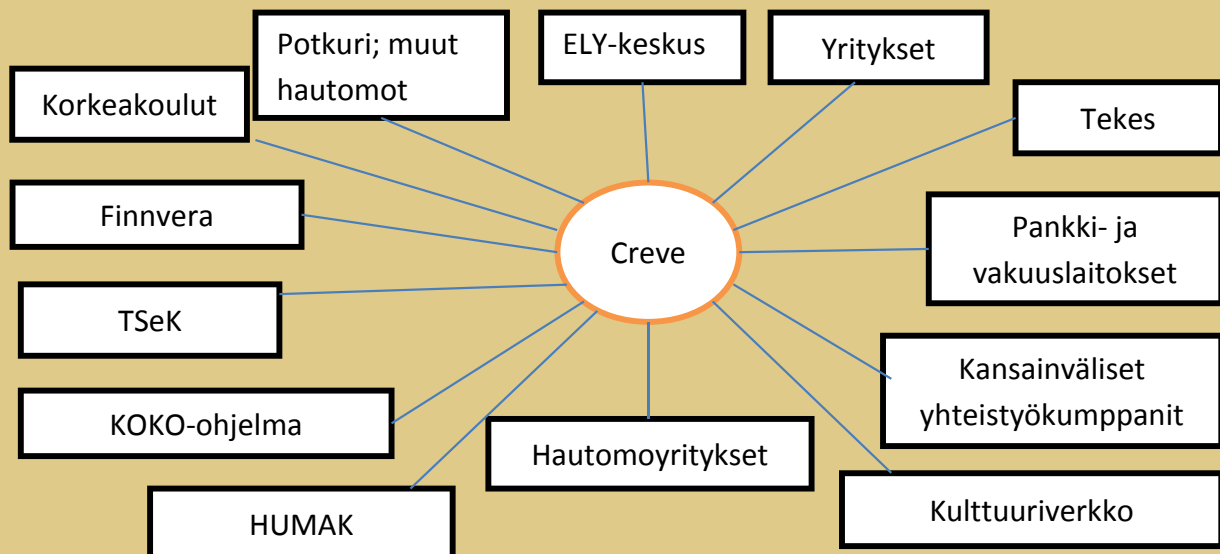 Potkuri; muut
hautomot
ELY-keskus
Yritykset
Korkeakoulut
Tekes
Finnvera
Creve
Pankki- ja
vakuuslaitokset
TSeK
Kansainväliset
yhteistyökumppanit
KOKO-ohjelma
Hautomoyritykset
HUMAK
Kulttuuriverkko